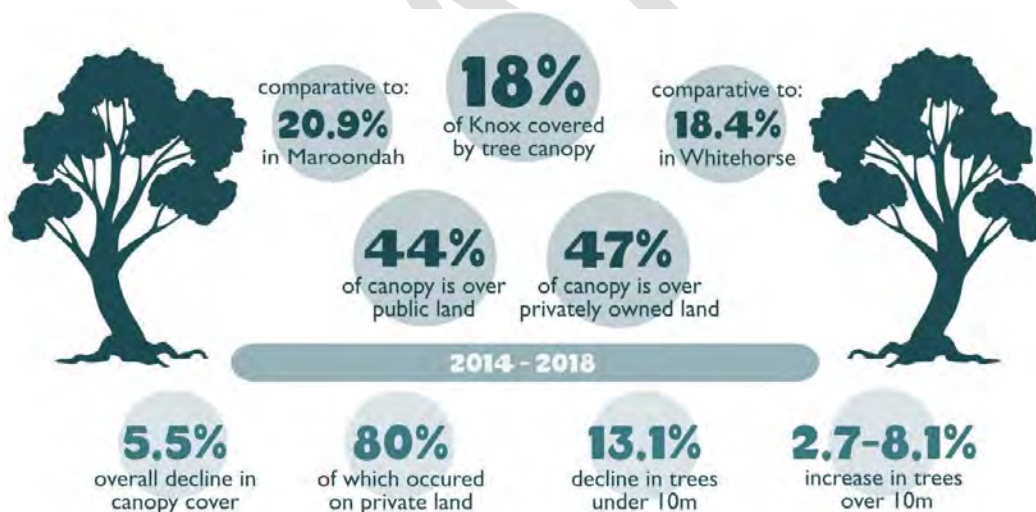 comparative to:
20.9%
in Maroondah
18%
of Knox covered
by tree canopy
comparative to:
18.4%
in Whitehorse
44%
of canopy is over
public land
47%
of canopy is over
privately owned land
2014 - 2018
5.5%
overall decline in
canopy cover
80%
of which occured
on private land
13.1%
decline in trees
under 10m
2.7-8.1%
increase in trees
over 10m